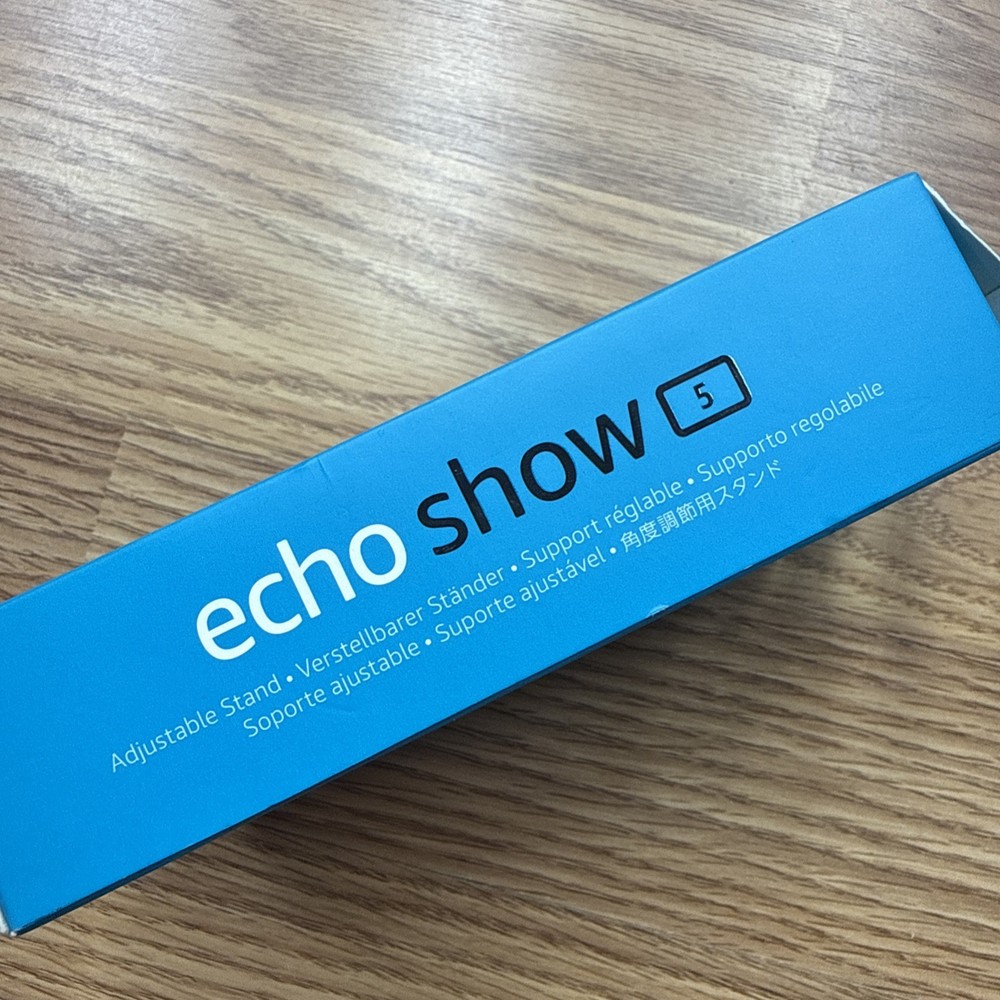 echo show 5
Adjustable Stand • Verstellbarer Ständer • Support réglable • Supporto regolabile
Soporte ajustable • Suporte ajustável • 角度調節用スタンド